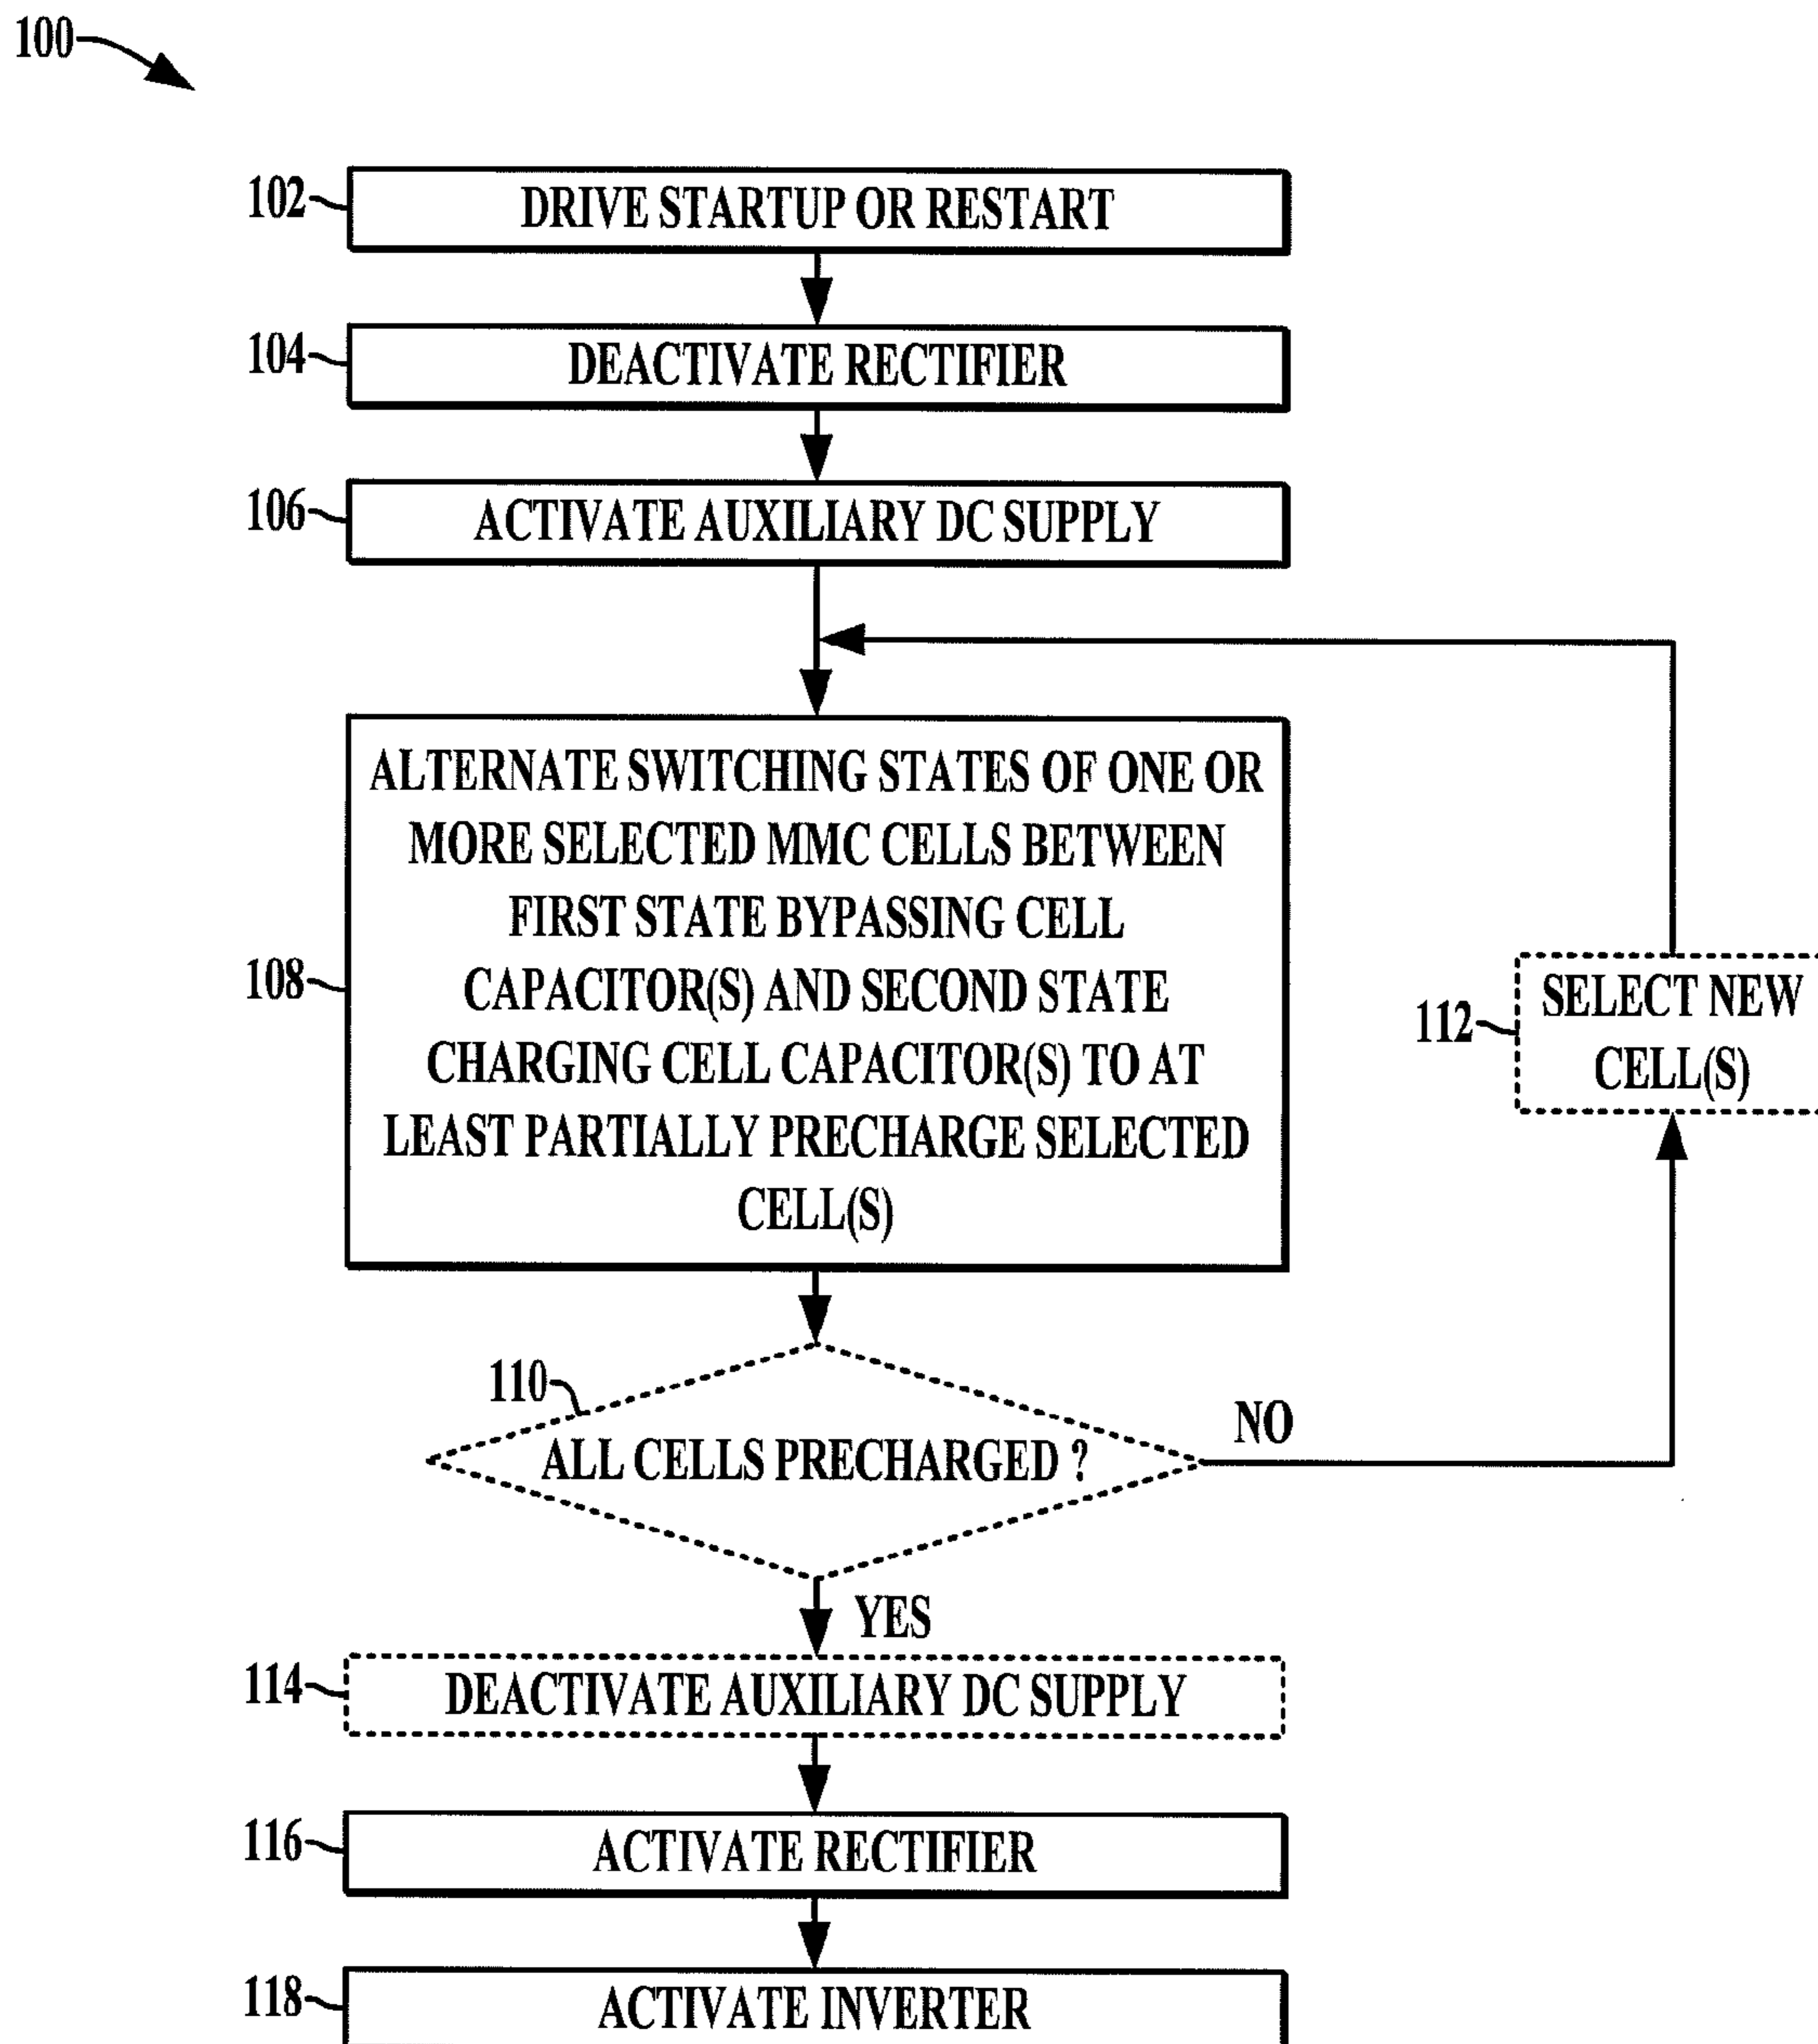 100
102
DRIVE STARTUP OR RESTART
104
DEACTIVATE RECTIFIER
106
ACTIVATE AUXILIARY DC SUPPLY
108
ALTERNATE SWITCHING STATES OF ONE OR
MORE SELECTED MMC CELLS BETWEEN
FIRST STATE BYPASSING CELL
CAPACITOR(S) AND SECOND STATE
CHARGING CELL CAPACITOR(S) TO AT
LEAST PARTIALLY PRECHARGE SELECTED
CELL(S)
112
SELECT NEW
CELL(S)
110
ALL CELLS PRECHARGED ?
NO
YES
114
DEACTIVATE AUXILIARY DC SUPPLY
116
ACTIVATE RECTIFIER
118
ACTIVATE INVERTER